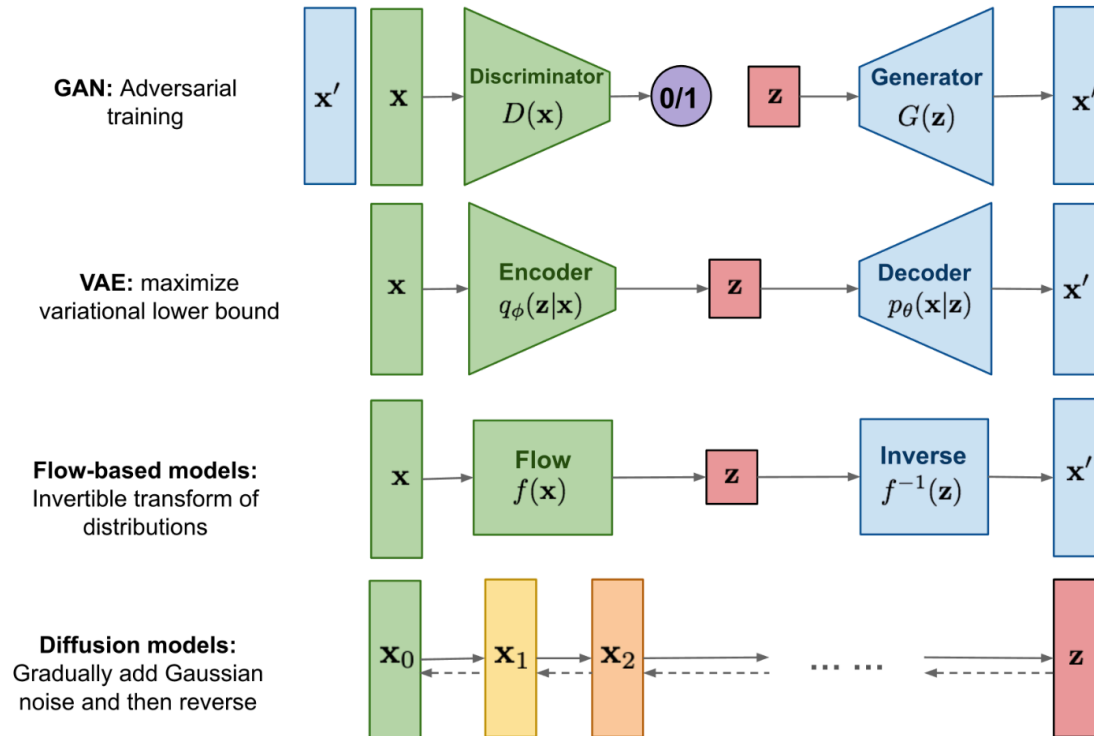 GAN: Adversarial
training
x′
x
Discriminator
D(x)
0/1
z
Generator
G(z)
x′
VAE: maximize
variational lower bound
x
Encoder
qϕ(z|x)
z
Decoder
pθ(x|z)
x′
Flow-based models:
Invertible transform of
distributions
x
Flow
f(x)
z
Inverse
f⁻¹(z)
x′
Diffusion models:
Gradually add Gaussian
noise and then reverse
x₀
x₁
x₂
... ...
z